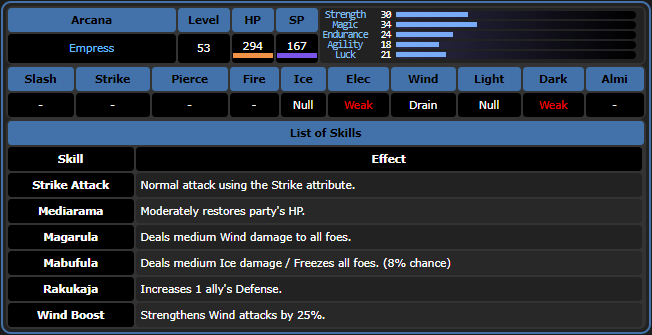 Arcana Level HP SP
Empress 53 294 167
Strength 30
Magic 34
Endurance 24
Agility 18
Luck 21
Slash Strike Pierce Fire Ice Elec Wind Light Dark Almi
- - - - Null Weak Drain Null Weak -
List of Skills
Skill Effect
Strike Attack Normal attack using the Strike attribute.
Mediarama Moderately restores party's HP.
Magarula Deals medium Wind damage to all foes.
Mabufula Deals medium Ice damage / Freezes all foes. (8% chance)
Rakukaja Increases 1 ally's Defense.
Wind Boost Strengthens Wind attacks by 25%.